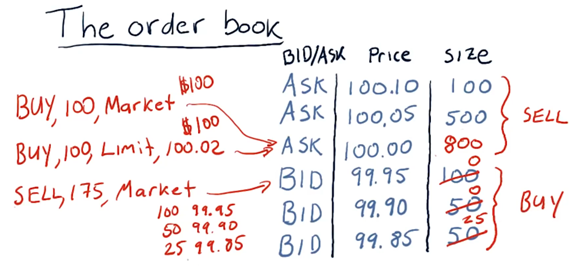 The order book
BID/ASK Price Size
$100
ASK 100.10 100
BUY, 100, Market
ASK 100.05 500
SELL
$100
Buy, 100, Limit, 100.02
ASK 100.00 800
0
SELL, 175, Market
BID 99.95 100
0
100 99.95
BID 99.90 50
BUY
50 99.90
25
25 99.85
BID 99.85 50